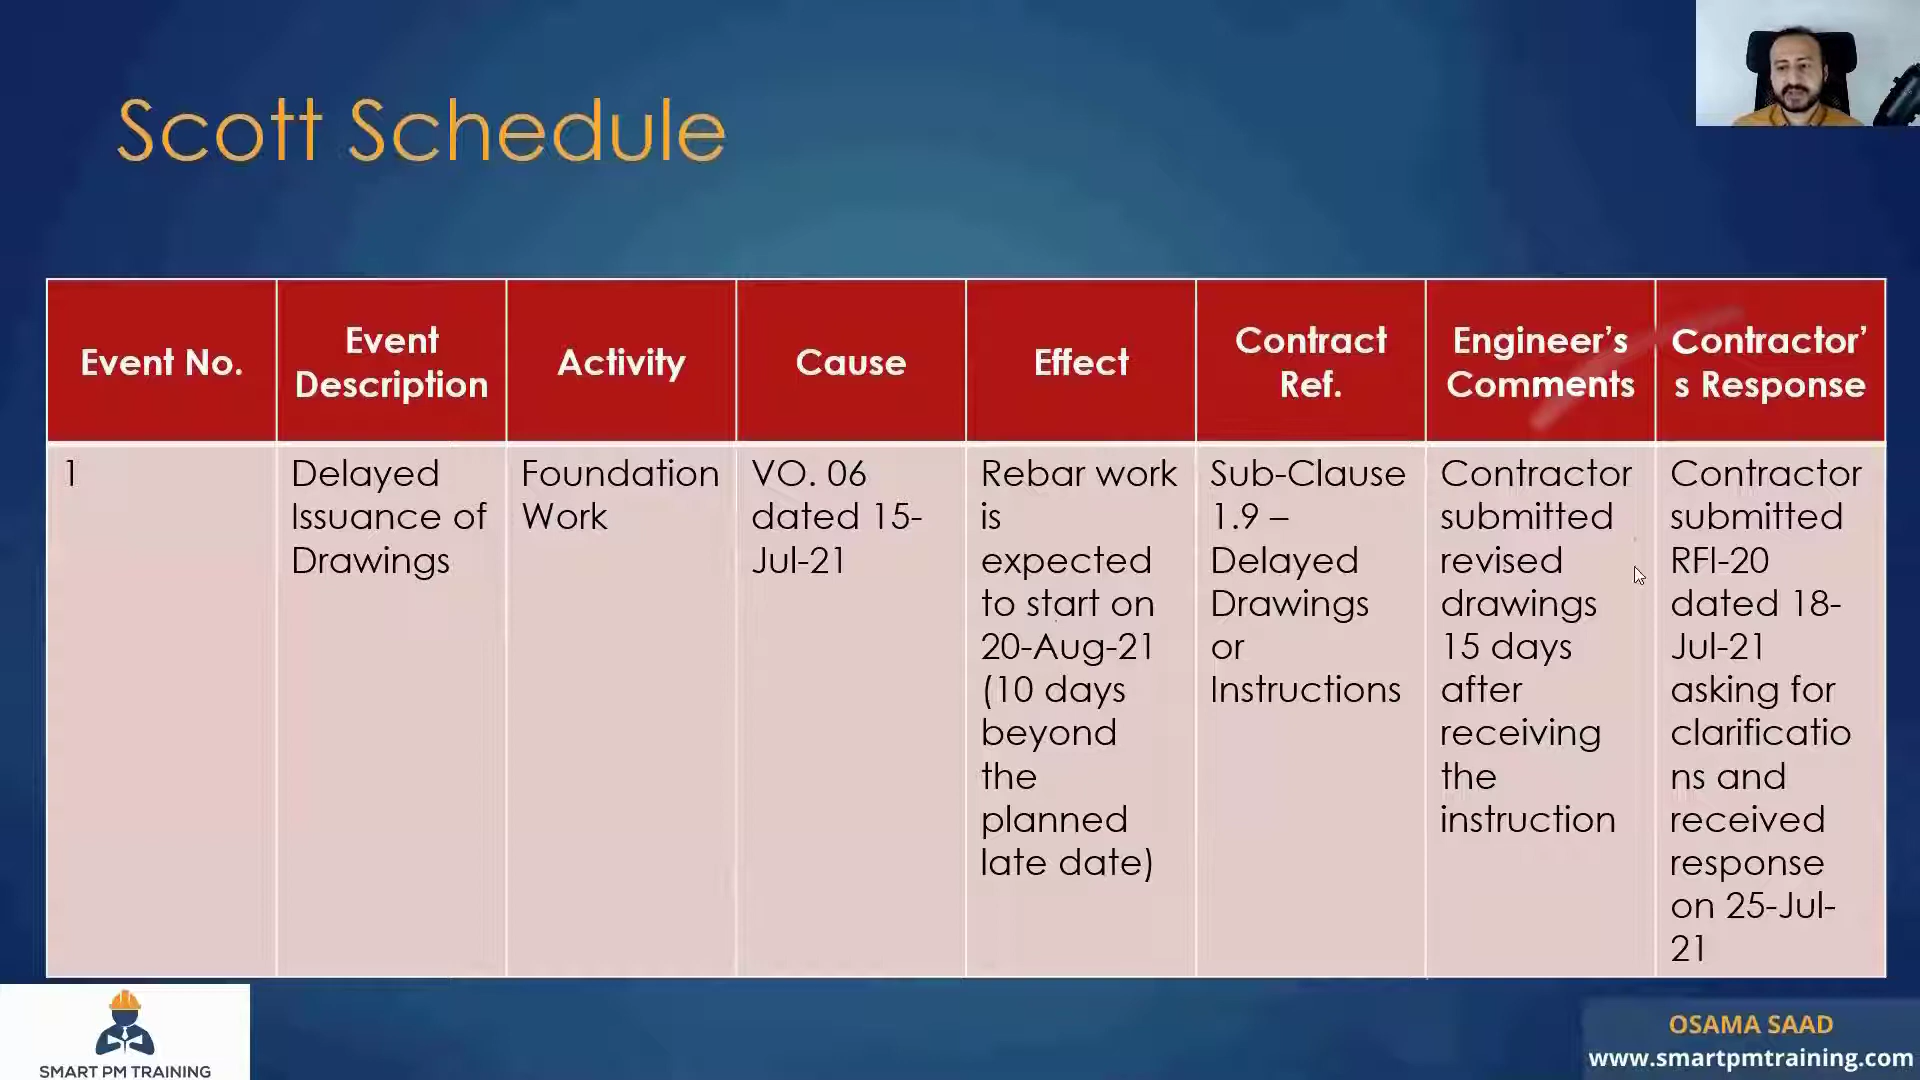 Scott Schedule
Event No.
Event
Description
Activity
Cause
Effect
Contract
Ref.
Engineer’s
Comments
Contractor’
s Response
1
Delayed
Issuance of
Drawings
Foundation
Work
VO. 06
dated 15-
Jul-21
Rebar work
is
expected
to start on
20-Aug-21
(10 days
beyond
the
planned
late date)
Sub-Clause
1.9 –
Delayed
Drawings
or
Instructions
Contractor
submitted
revised
drawings
15 days
after
receiving
the
instruction
Contractor
submitted
RFI-20
dated 18-
Jul-21
asking for
clarificatio
ns and
received
response
on 25-Jul-
21
SMART PM TRAINING
OSAMA SAAD
www.smartpmtraining.com